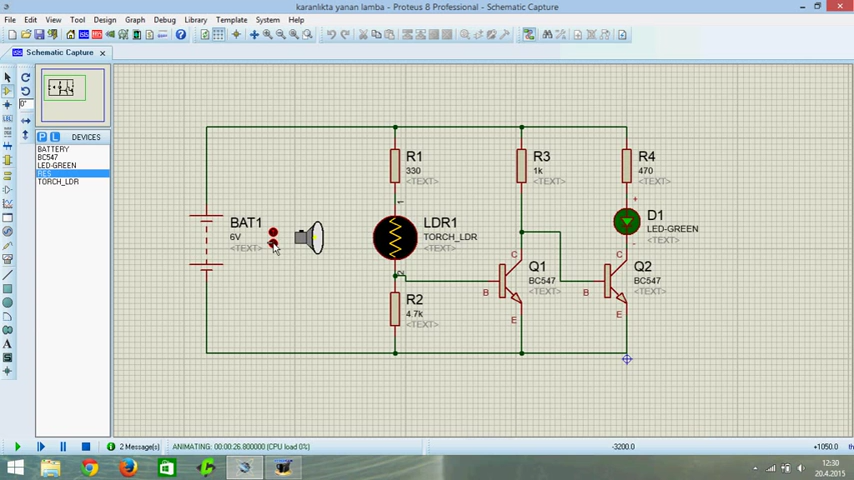 karanlıkta yanan lamba - Proteus 8 Professional - Schematic Capture
File Edit View Tool Design Graph Debug Library Template System Help
Schematic Capture
0°
P L DEVICES
BATTERY
BC547
LED-GREEN
RES
TORCH_LDR
BAT1
6V
<TEXT>
R1
330
<TEXT>
1
LDR1
TORCH_LDR
<TEXT>
2
R2
4.7k
<TEXT>
R3
1k
<TEXT>
R4
470
<TEXT>
+
D1
LED-GREEN
<TEXT>
-
C
Q1
BC547
<TEXT>
B
E
C
Q2
BC547
<TEXT>
B
E
2 Message(s)
ANIMATING: 00:00:26.800000 (CPU load 0%)
-3200.0
+1050.0
th
12:30
20.4.2015